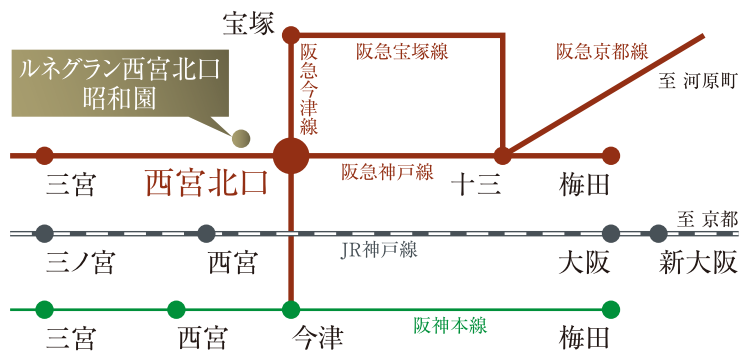 宝塚
阪急宝塚線
阪急京都線
至 河原町
ルネグラン西宮北口
昭和園
阪急今津線
三宮
西宮北口
阪急神戸線
十三
梅田
至 京都
三ノ宮
西宮
JR神戸線
大阪
新大阪
三宮
西宮
今津
阪神本線
梅田